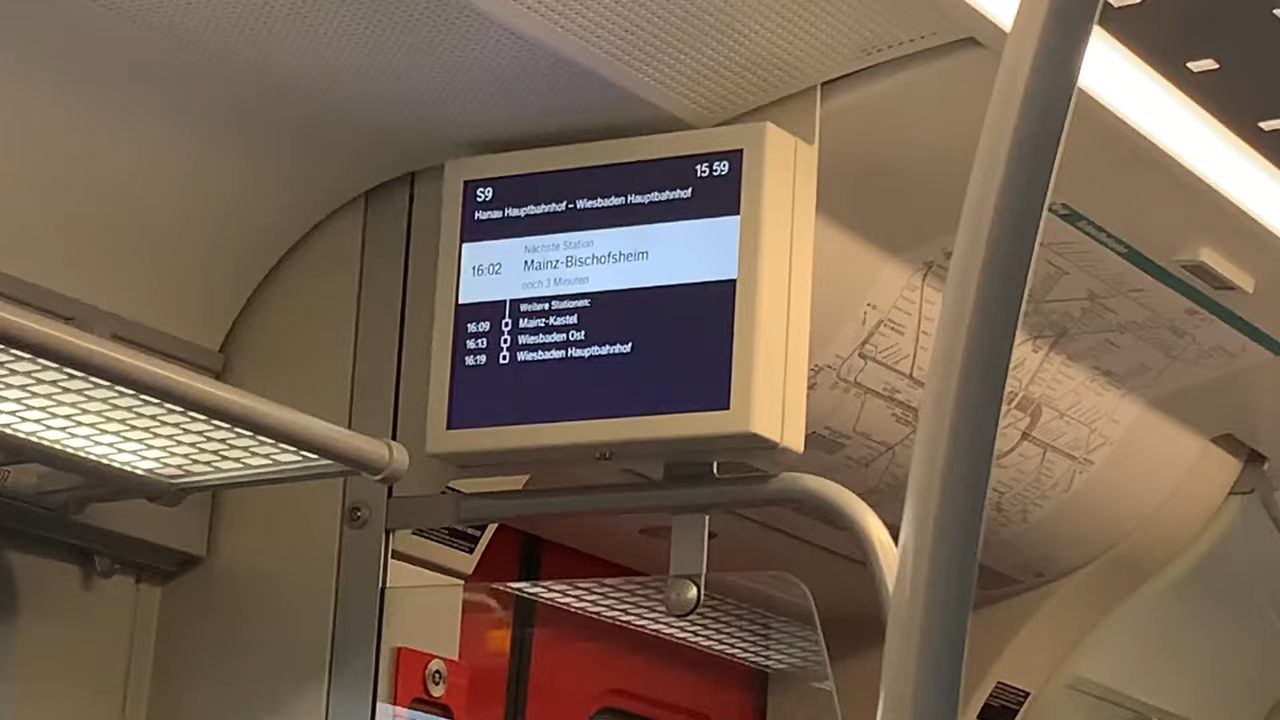 S9
15 59
Hanau Hauptbahnhof – Wiesbaden Hauptbahnhof
Nächste Station
16:02 Mainz-Bischofsheim
noch 3 Minuten
Weitere Stationen:
16:09 Mainz-Kastel
16:13 Wiesbaden Ost
16:19 Wiesbaden Hauptbahnhof